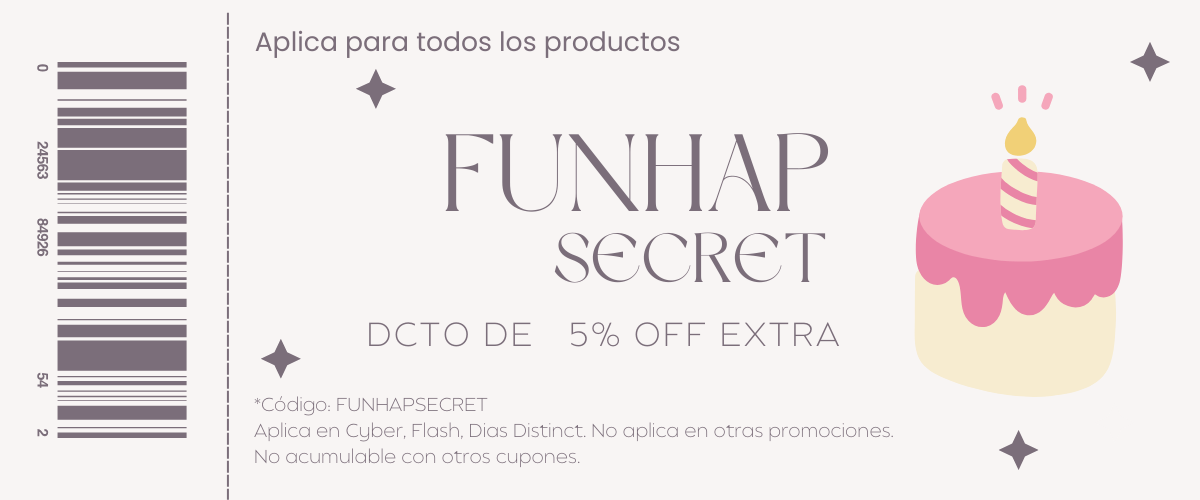 0 24563 84926 54 2
Aplica para todos los productos
FUNHAP
SECRET
DCTO DE 5% OFF EXTRA
*Código: FUNHAPSECRET
Aplica en Cyber, Flash, Dias Distinct. No aplica en otras promociones.
No acumulable con otros cupones.